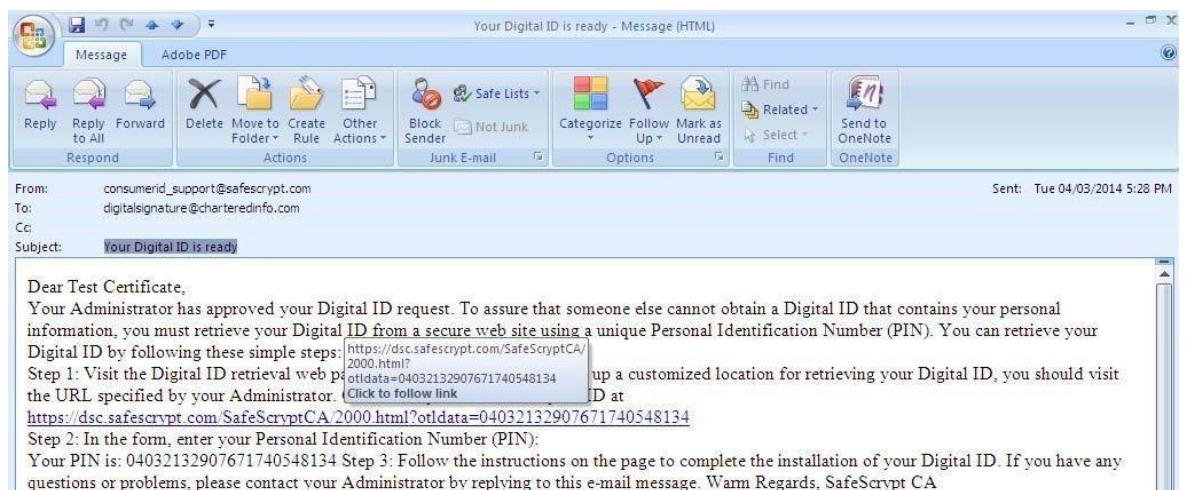 Your Digital ID is ready - Message (HTML)
Message Adobe PDF
Reply Reply to All Forward Delete Move to Folder Create Rule Other Actions Block Sender Safe Lists Not Junk Categorize Follow Up Mark as Unread Find Related Select Send to OneNote
Respond Actions Junk E-mail Options Find OneNote
From: consumerid_support@safescrypt.com Sent: Tue 04/03/2014 5:28 PM
To: digitalsignature@charteredinfo.com
Cc:
Subject: Your Digital ID is ready
Dear Test Certificate,
Your Administrator has approved your Digital ID request. To assure that someone else cannot obtain a Digital ID that contains your personal
information, you must retrieve your Digital ID from a secure web site using a unique Personal Identification Number (PIN). You can retrieve your
Digital ID by following these simple steps:
https://dsc.safescrypt.com/SafeScryptCA/
2000.html?
otldata=04032132907671740548134
Click to follow link
Step 1: Visit the Digital ID retrieval web up a customized location for retrieving your Digital ID, you should visit
the URL specified by your Administrator. ID at
https://dsc.safescrypt.com/SafeScryptCA/2000.html?otldata=04032132907671740548134
Step 2: In the form, enter your Personal Identification Number (PIN):
Your PIN is: 04032132907671740548134 Step 3: Follow the instructions on the page to complete the installation of your Digital ID. If you have any
questions or problems, please contact your Administrator by replying to this e-mail message. Warm Regards, SafeScrypt CA